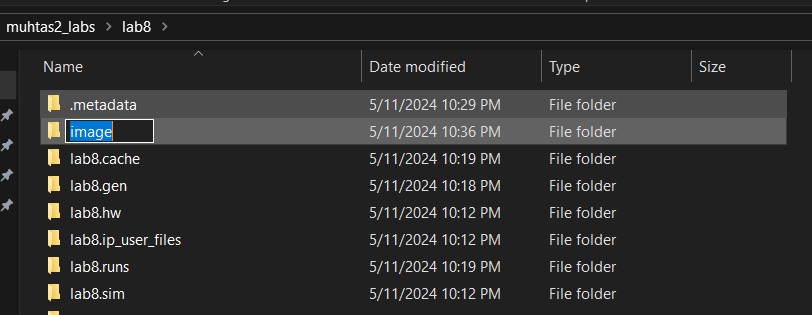 muhtas2_labs > lab8 >
Name Date modified Type Size
.metadata 5/11/2024 10:29 PM File folder
image 5/11/2024 10:36 PM File folder
lab8.cache 5/11/2024 10:19 PM File folder
lab8.gen 5/11/2024 10:18 PM File folder
lab8.hw 5/11/2024 10:12 PM File folder
lab8.ip_user_files 5/11/2024 10:12 PM File folder
lab8.runs 5/11/2024 10:19 PM File folder
lab8.sim 5/11/2024 10:12 PM File folder